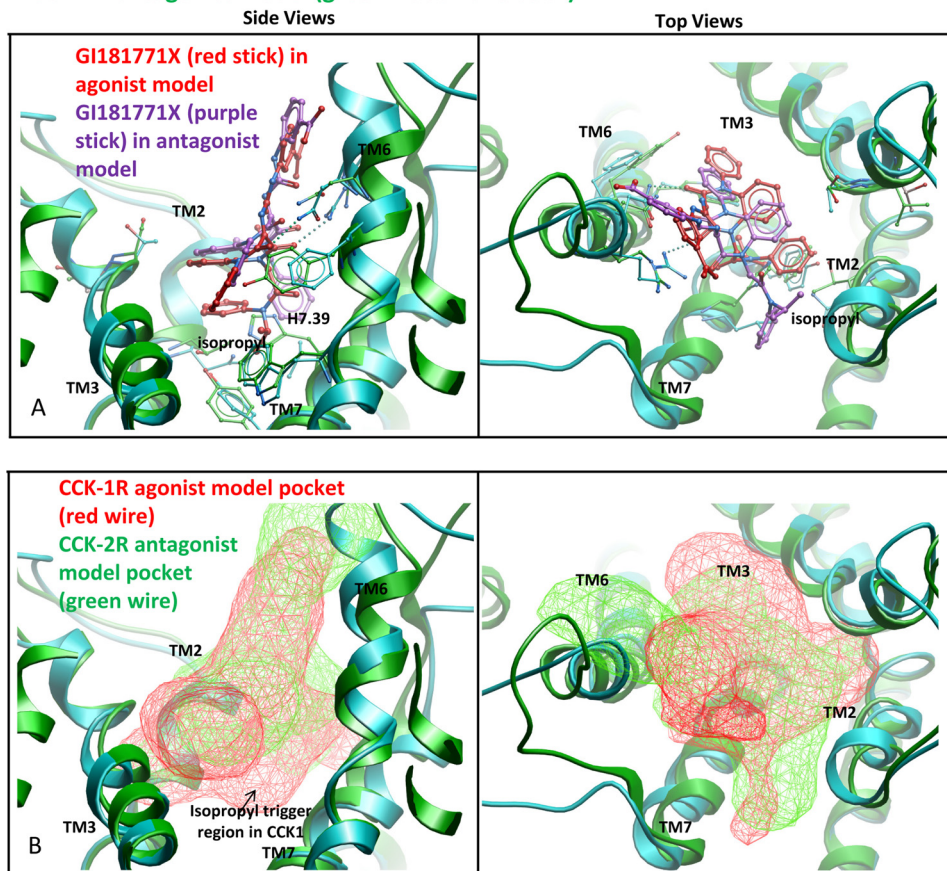 Side Views
Top Views
GI181771X (red stick) in
agonist model
GI181771X (purple
stick) in antagonist
model
TM6
TM2
H7.39
isopropyl
TM3
TM7
A
TM3
TM6
TM2
isopropyl
TM7
CCK-1R agonist model pocket
(red wire)
CCK-2R antagonist
model pocket
(green wire)
TM6
TM2
Isopropyl trigger
region in CCK1
TM3
TM7
B
TM3
TM6
TM2
TM7